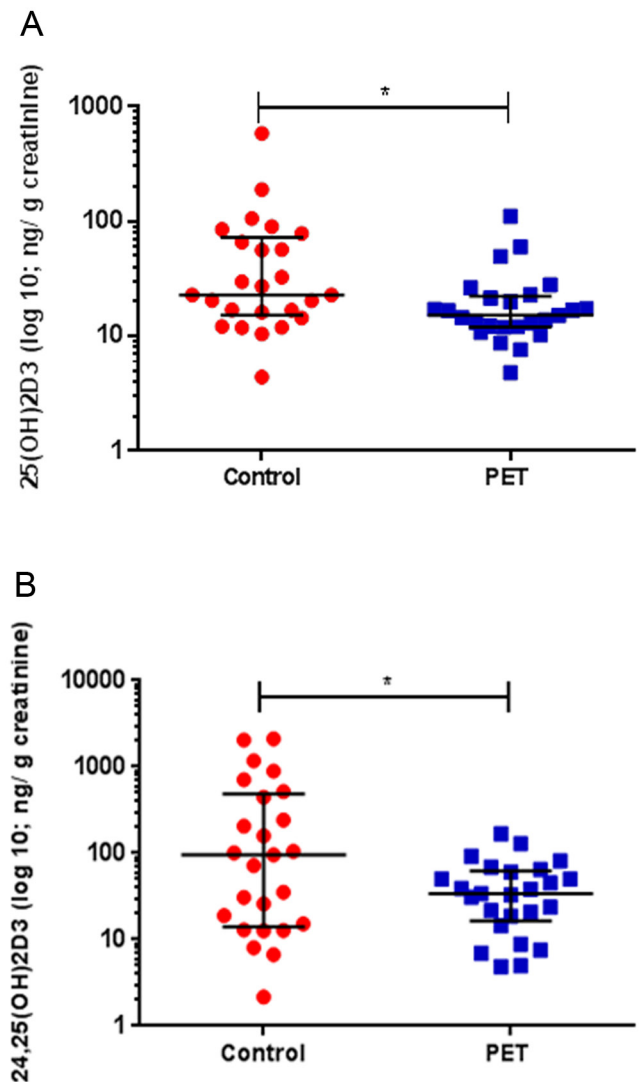 A
25(OH)2D3 (log 10; ng/ g creatinine)
*
1000
100
10
1
Control
PET
B
24,25(OH)2D3 (log 10; ng/ g creatinine)
*
10000
1000
100
10
1
Control
PET